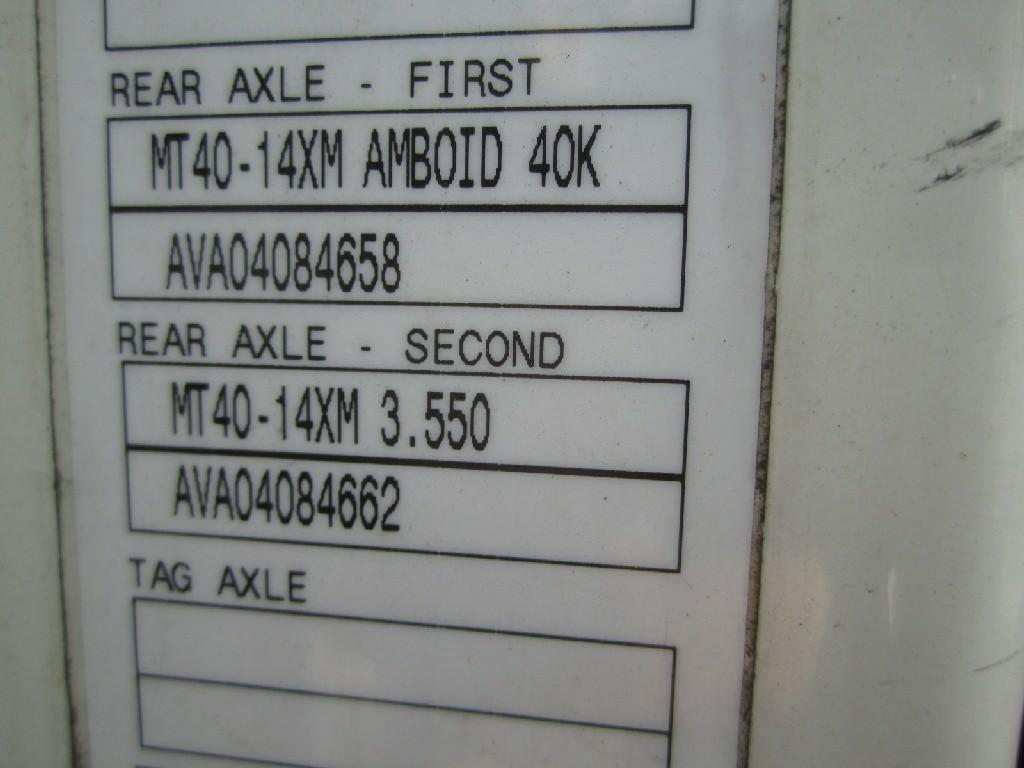 REAR AXLE - FIRST
MT40-14XM AMBOID 40K
AVA04084658
REAR AXLE - SECOND
MT40-14XM 3.550
AVA04084662
TAG AXLE